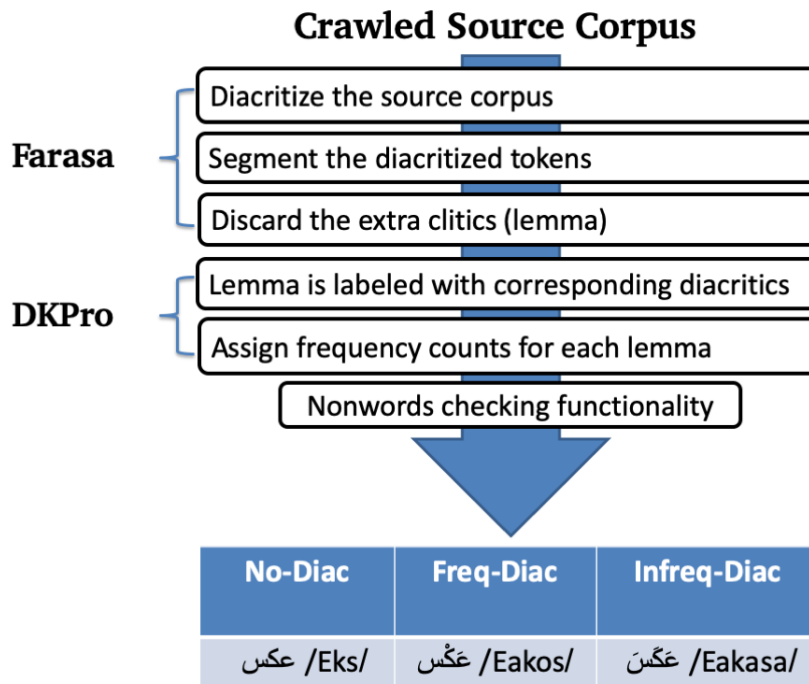 Crawled Source Corpus
Farasa
Diacritize the source corpus
Segment the diacritized tokens
Discard the extra clitics (lemma)
DKPro
Lemma is labeled with corresponding diacritics
Assign frequency counts for each lemma
Nonwords checking functionality
No-Diac Freq-Diac Infreq-Diac
عكس /Eks/ عَكْس /Eakos/ عَكَسَ /Eakasa/